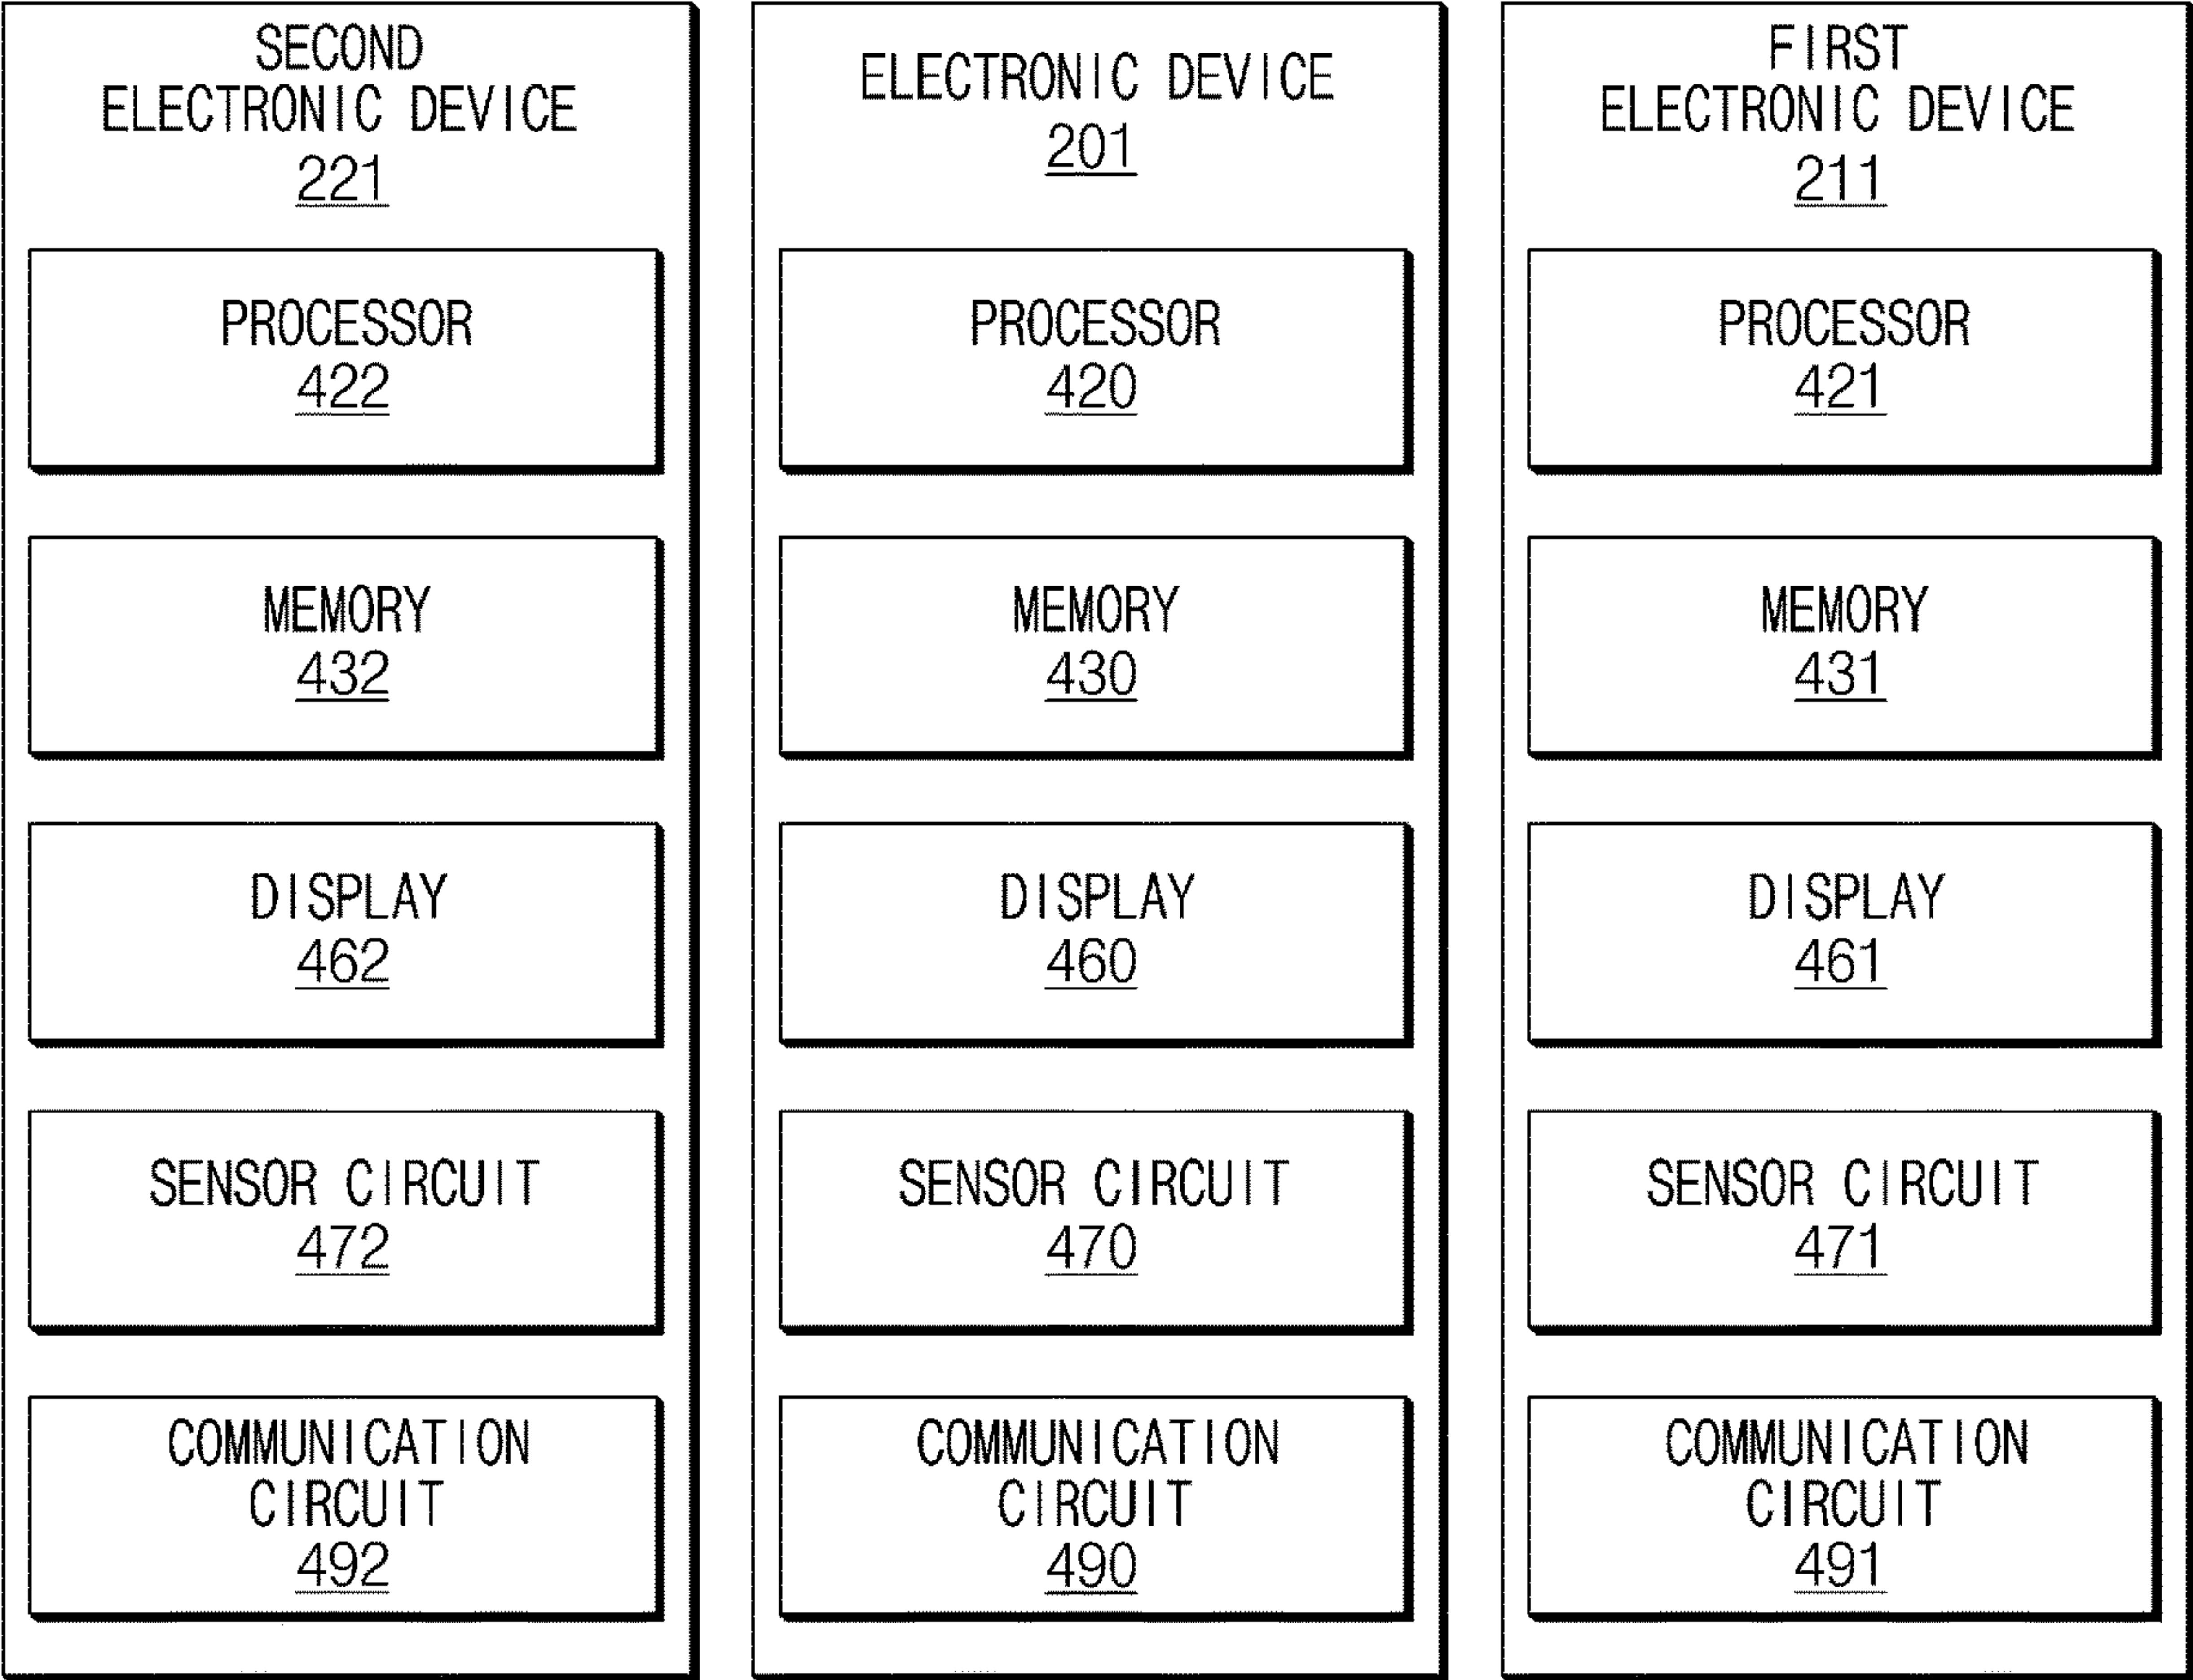 SECOND
ELECTRONIC DEVICE
221
PROCESSOR
422
MEMORY
432
DISPLAY
462
SENSOR CIRCUIT
472
COMMUNICATION
CIRCUIT
492
ELECTRONIC DEVICE
201
PROCESSOR
420
MEMORY
430
DISPLAY
460
SENSOR CIRCUIT
470
COMMUNICATION
CIRCUIT
490
FIRST
ELECTRONIC DEVICE
211
PROCESSOR
421
MEMORY
431
DISPLAY
461
SENSOR CIRCUIT
471
COMMUNICATION
CIRCUIT
491